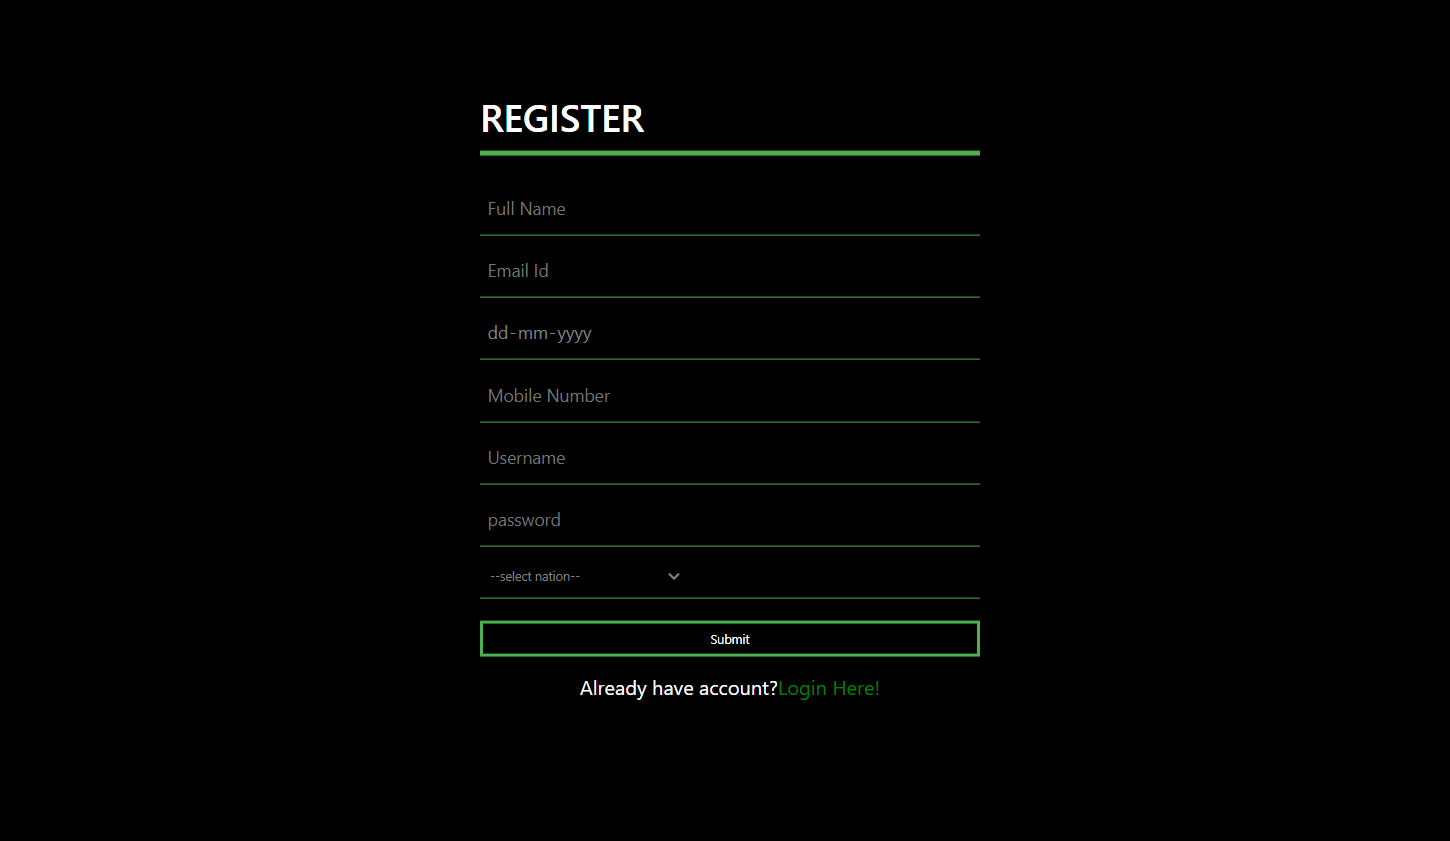 REGISTER
Full Name
Email Id
dd-mm-yyyy
Mobile Number
Username
password
--select nation--
Submit
Already have account?Login Here!